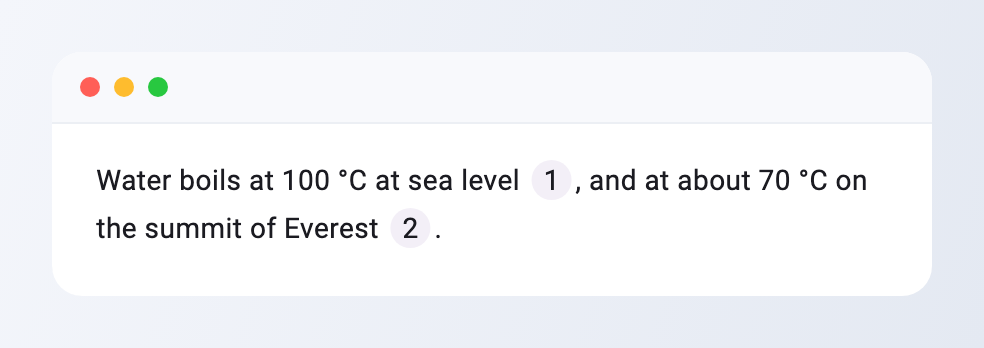 Water boils at 100 °C at sea level 1, and at about 70 °C on
the summit of Everest 2.